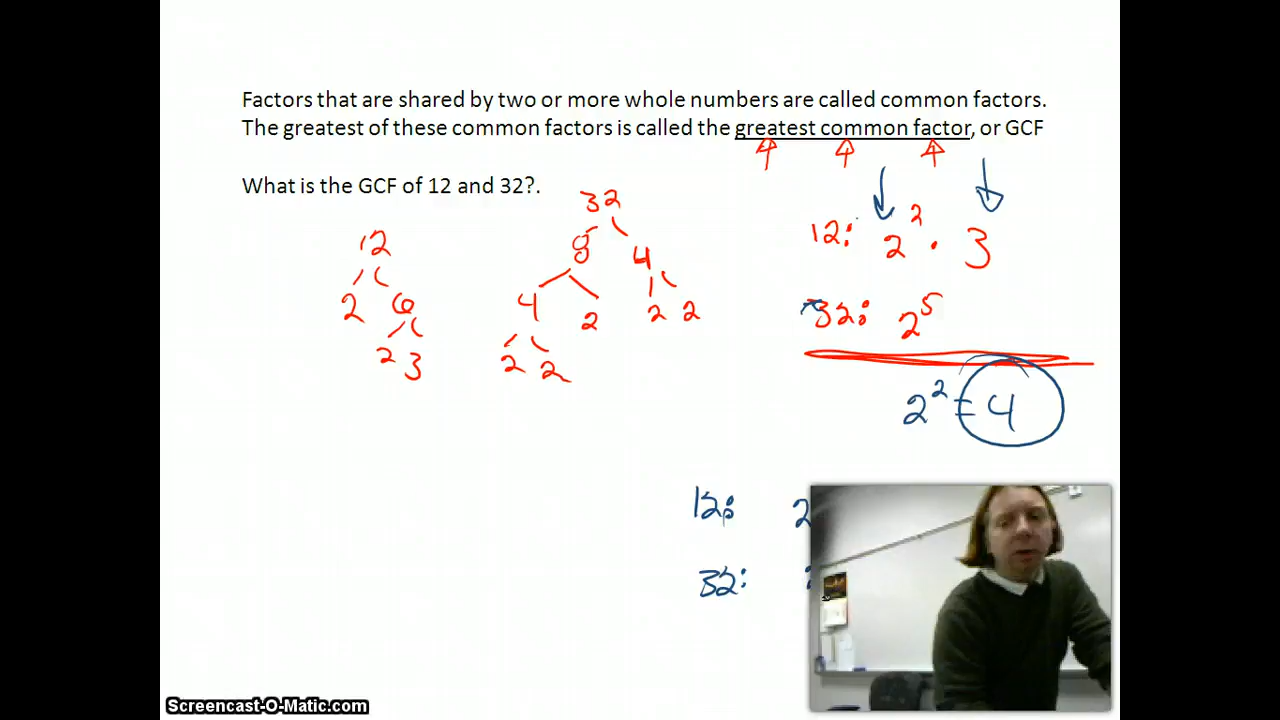 Factors that are shared by two or more whole numbers are called common factors.
The greatest of these common factors is called the greatest common factor, or GCF
What is the GCF of 12 and 32?.
12
2 6
2 3
32
8 4
4 2 2 2
2 2
12: 2² · 3
32: 2⁵
2² = 4
12: 2
32:
Screencast-O-Matic.com